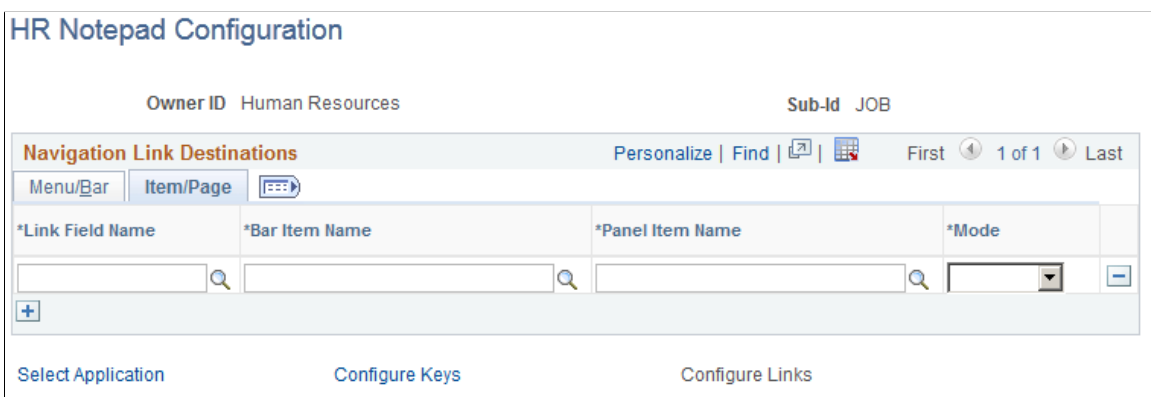 HR Notepad Configuration
Owner ID Human Resources Sub-Id JOB
Navigation Link Destinations Personalize | Find | | First 1 of 1 Last
Menu/Bar Item/Page
*Link Field Name *Bar Item Name *Panel Item Name *Mode
Select Application Configure Keys Configure Links